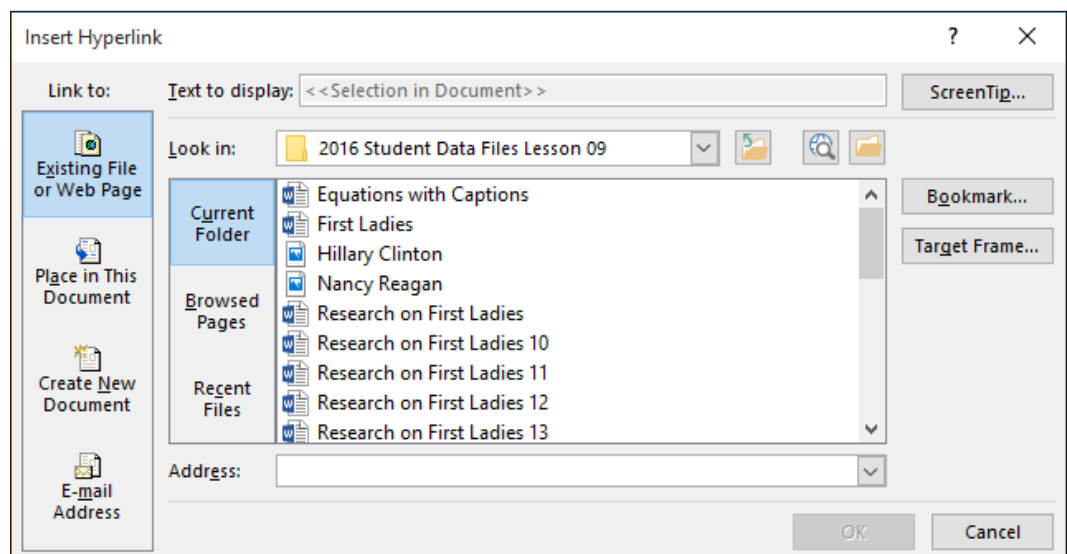 Insert Hyperlink
?
Link to:
Text to display: <<Selection in Document>>
ScreenTip...
Existing File
or Web Page
Place in This
Document
Create New
Document
E-mail
Address
Look in: 2016 Student Data Files Lesson 09
Current
Folder
Browsed
Pages
Recent
Files
Equations with Captions
First Ladies
Hillary Clinton
Nancy Reagan
Research on First Ladies
Research on First Ladies 10
Research on First Ladies 11
Research on First Ladies 12
Research on First Ladies 13
Bookmark...
Target Frame...
Address:
OK
Cancel